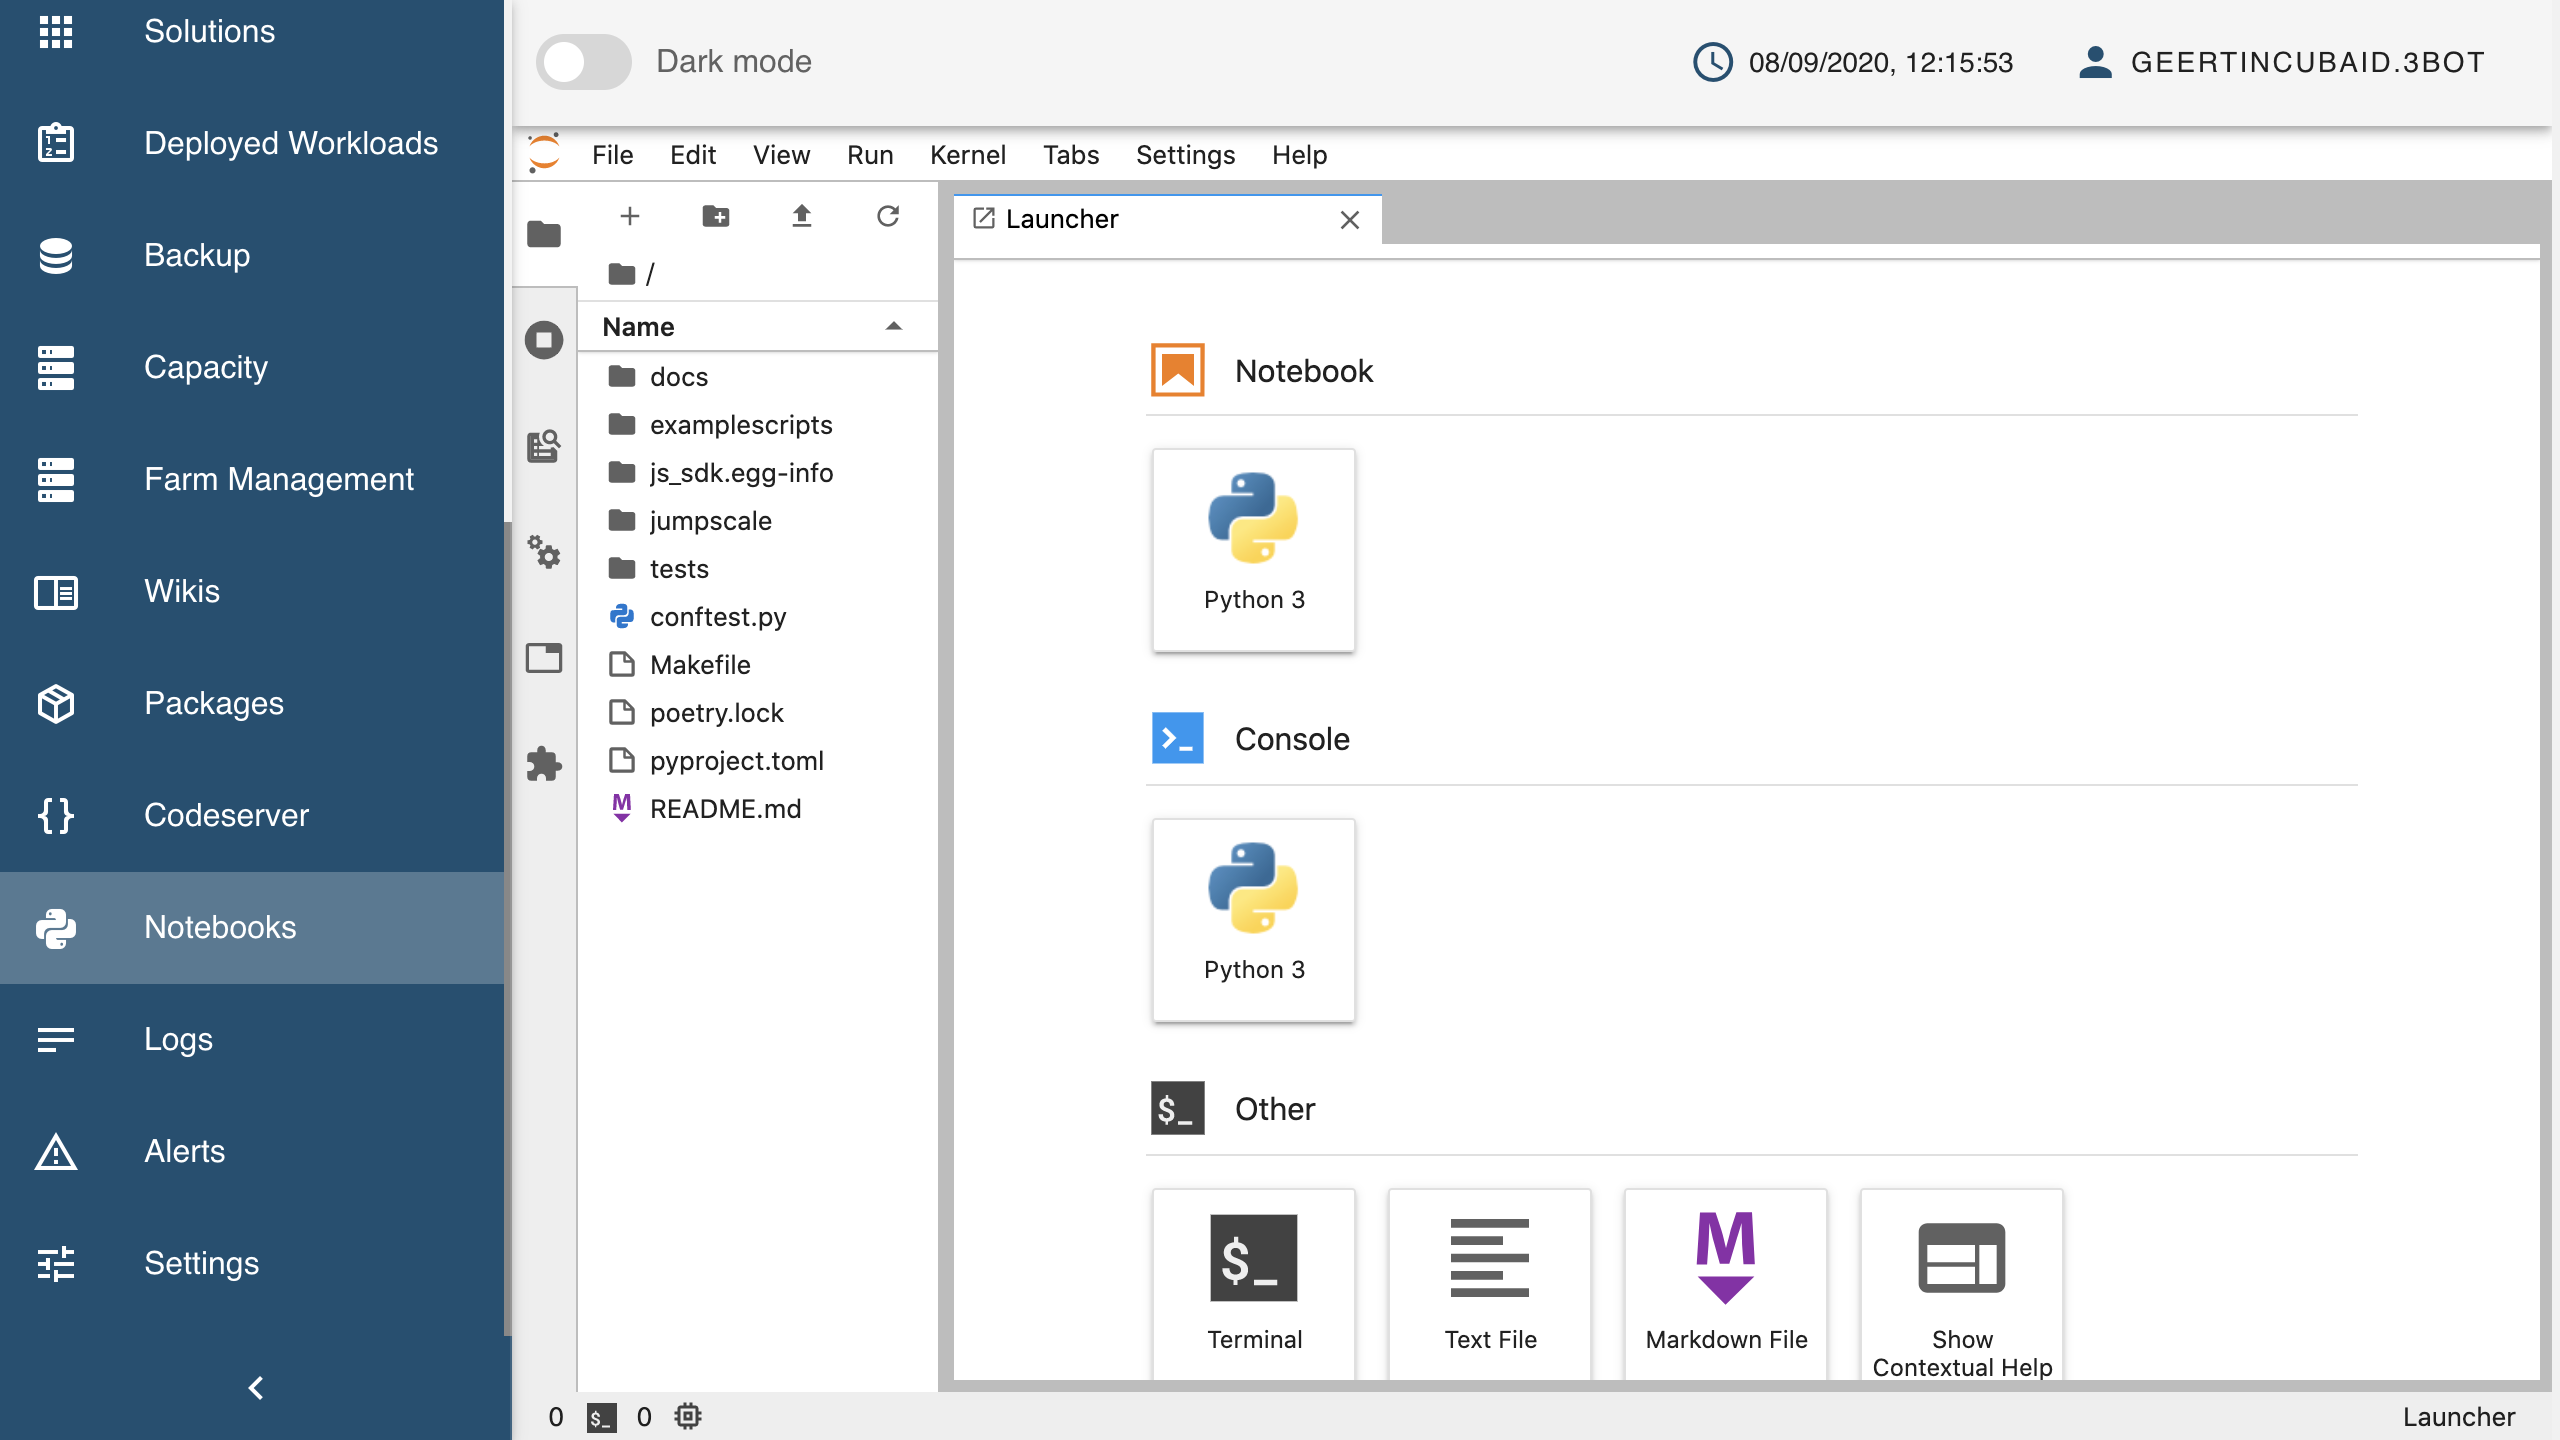 Solutions
Deployed Workloads
Backup
Capacity
Farm Management
Wikis
Packages
Codeserver
Notebooks
Logs
Alerts
Settings
Dark mode
08/09/2020, 12:15:53
GEERTINCUBAID.3BOT
File Edit View Run Kernel Tabs Settings Help
/
Name
docs
examplescripts
js_sdk.egg-info
jumpscale
tests
conftest.py
Makefile
poetry.lock
pyproject.toml
M README.md
Launcher
Notebook
Python 3
>_ Console
Python 3
$_ Other
$_
Terminal
Text File
M
Markdown File
Show
Contextual Help
0 $_ 0
Launcher